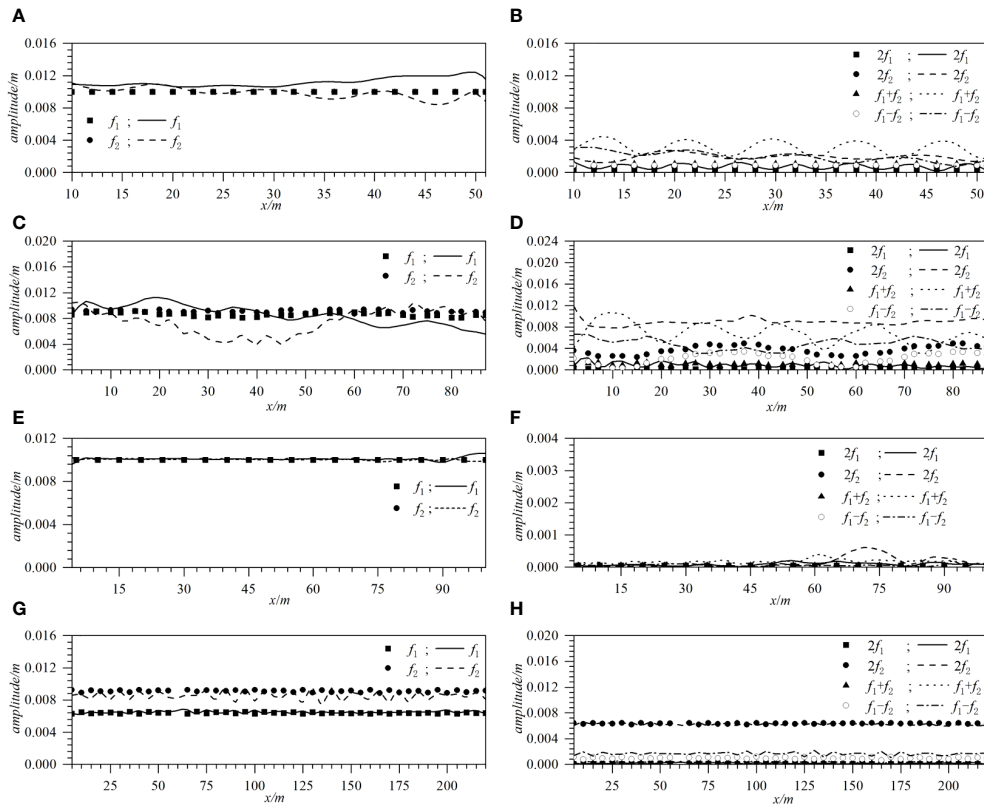 A
amplitude/m
0.016
0.012
0.008
0.004
0.000
f1 ; f1
f2 ; f2
10 15 20 25 30 35 40 45 50
x/m
B
amplitude/m
0.016
0.012
0.008
0.004
0.000
2f1 ; 2f1
2f2 ; 2f2
f1+f2 ; f1+f2
f1-f2 ; f1-f2
10 15 20 25 30 35 40 45 50
x/m
C
amplitude/m
0.020
0.016
0.012
0.008
0.004
0.000
f1 ; f1
f2 ; f2
10 20 30 40 50 60 70 80
x/m
D
amplitude/m
0.024
0.020
0.016
0.012
0.008
0.004
0.000
2f1 ; 2f1
2f2 ; 2f2
f1+f2 ; f1+f2
f1-f2 ; f1-f2
10 20 30 40 50 60 70 80
x/m
E
amplitude/m
0.012
0.008
0.004
0.000
f1 ; f1
f2 ; f2
15 30 45 60 75 90
x/m
F
amplitude/m
0.004
0.003
0.002
0.001
0.000
2f1 ; 2f1
2f2 ; 2f2
f1+f2 ; f1+f2
f1-f2 ; f1-f2
15 30 45 60 75 90
x/m
G
amplitude/m
0.016
0.012
0.008
0.004
0.000
f1 ; f1
f2 ; f2
25 50 75 100 125 150 175 200
x/m
H
amplitude/m
0.020
0.016
0.012
0.008
0.004
0.000
2f1 ; 2f1
2f2 ; 2f2
f1+f2 ; f1+f2
f1-f2 ; f1-f2
25 50 75 100 125 150 175 200
x/m